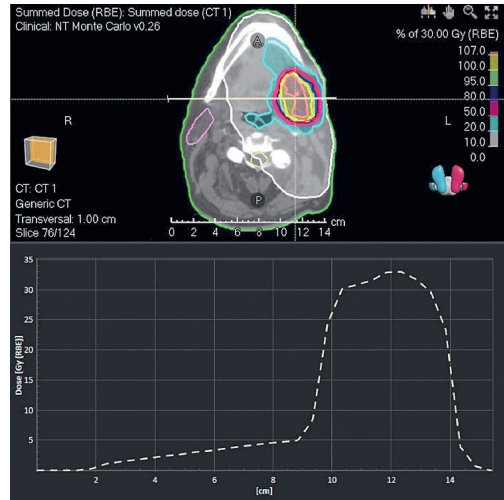 Summed Dose (RBE): Summed dose (CT 1)
Clinical: NT Monte Carlo v0.26
% of 30.00 Gy (RBE)
107.0
100.0
95.0
80.0
50.0
20.0
10.0
0.0
A
R
L
P
CT: CT 1
Generic CT
Transversal: 1.00 cm
Slice 76/124
cm
0 2 4 6 8 10 12 14
35
30
25
20
15
10
5
Dose [Gy (RBE)]
2 4 6 8 10 12 14
[cm]